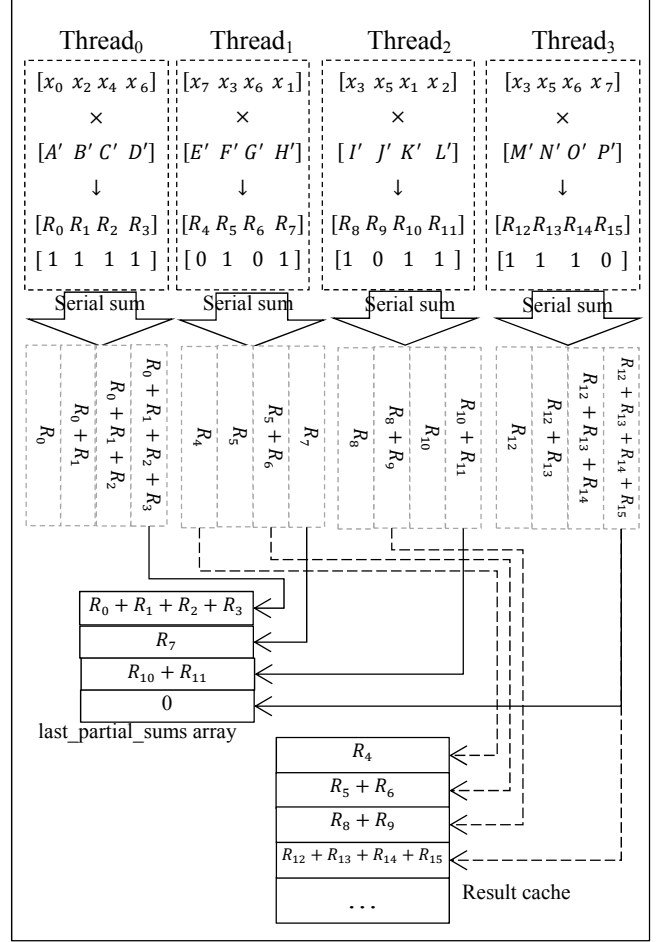 Thread₀ Thread₁ Thread₂ Thread₃
[x₀ x₂ x₄ x₆] [x₇ x₃ x₆ x₁] [x₃ x₅ x₁ x₂] [x₃ x₅ x₆ x₇]
× × × ×
[A′ B′ C′ D′] [E′ F′ G′ H′] [I′ J′ K′ L′] [M′ N′ O′ P′]
↓ ↓ ↓ ↓
[R₀ R₁ R₂ R₃] [R₄ R₅ R₆ R₇] [R₈ R₉ R₁₀ R₁₁] [R₁₂R₁₃R₁₄R₁₅]
[1 1 1 1] [0 1 0 1] [1 0 1 1] [1 1 1 0]
Serial sum Serial sum Serial sum Serial sum
R₀
R₀ + R₁
R₀ + R₁ + R₂
R₀ + R₁ + R₂ + R₃
R₄
R₅
R₅ + R₆
R₇
R₈
R₈ + R₉
R₁₀
R₁₀ + R₁₁
R₁₂
R₁₂ + R₁₃
R₁₂ + R₁₃ + R₁₄
R₁₂ + R₁₃ + R₁₄ + R₁₅
R₀ + R₁ + R₂ + R₃
R₇
R₁₀ + R₁₁
0
last_partial_sums array
R₄
R₅ + R₆
R₈ + R₉
R₁₂ + R₁₃ + R₁₄ + R₁₅
...
Result cache